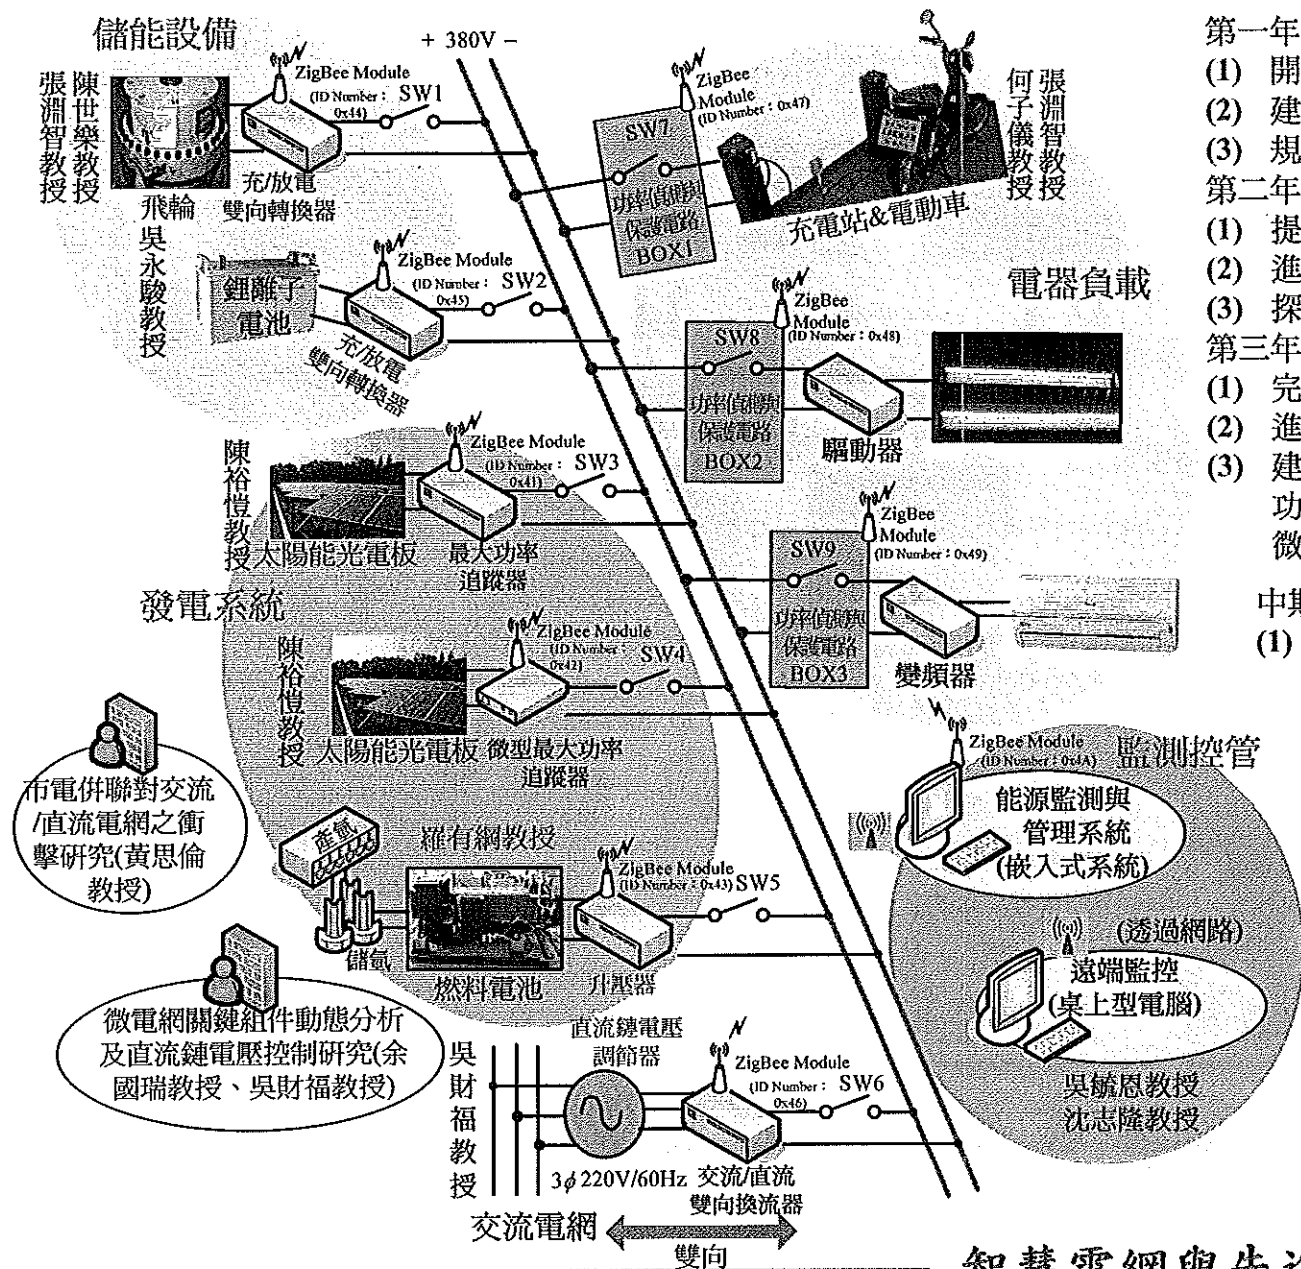 儲能設備
+ 380V −
張淵智教授
陳世樂教授
ZigBee Module
(ID Number:
0x44)
SW1
飛輪
充/放電
雙向轉換器
吳永駿教授
鋰離子
電池
ZigBee Module
(ID Number:
0x45)
SW2
充/放電
雙向轉換器
ZigBee
Module
(ID Number:0x47)
SW7
功率偵測與
保護電路
BOX1
充電站&電動車
何子儀教授
張淵智教授
電器負載
ZigBee
Module
(ID Number:0x48)
SW8
功率偵測與
保護電路
BOX2
驅動器
ZigBee
Module
(ID Number:0x49)
SW9
功率偵測與
保護電路
BOX3
變頻器
陳裕愷教授
ZigBee Module
(ID Number:
0x41)
SW3
太陽能光電板
最大功率
追蹤器
發電系統
陳裕愷教授
ZigBee Module
(ID Number:
0x42)
SW4
太陽能光電板
微型最大功率
追蹤器
市電併聯對交流
/直流電網之衝
擊研究(黃思倫
教授)
產氫
儲氫
羅有綱教授
燃料電池
ZigBee Module
(ID Number:0x43)
SW5
升壓器
微電網關鍵組件動態分析
及直流鏈電壓控制研究(余
國瑞教授、吳財福教授)
吳財福教授
直流鏈電壓
調節器
ZigBee Module
(ID Number:
0x46)
SW6
3ϕ 220V/60Hz
交流/直流
雙向換流器
交流電網
雙向
ZigBee Module
(ID Number:0x4A)
監測控管
能源監測與
管理系統
(嵌入式系統)
(透過網路)
遠端監控
(桌上型電腦)
吳毓恩教授
沈志隆教授
第一年
(1) 開
(2) 建
(3) 規
第二年
(1) 提
(2) 進
(3) 探
第三年
(1) 完
(2) 進
(3) 建
功
微
中期
(1)
智慧電網與先進